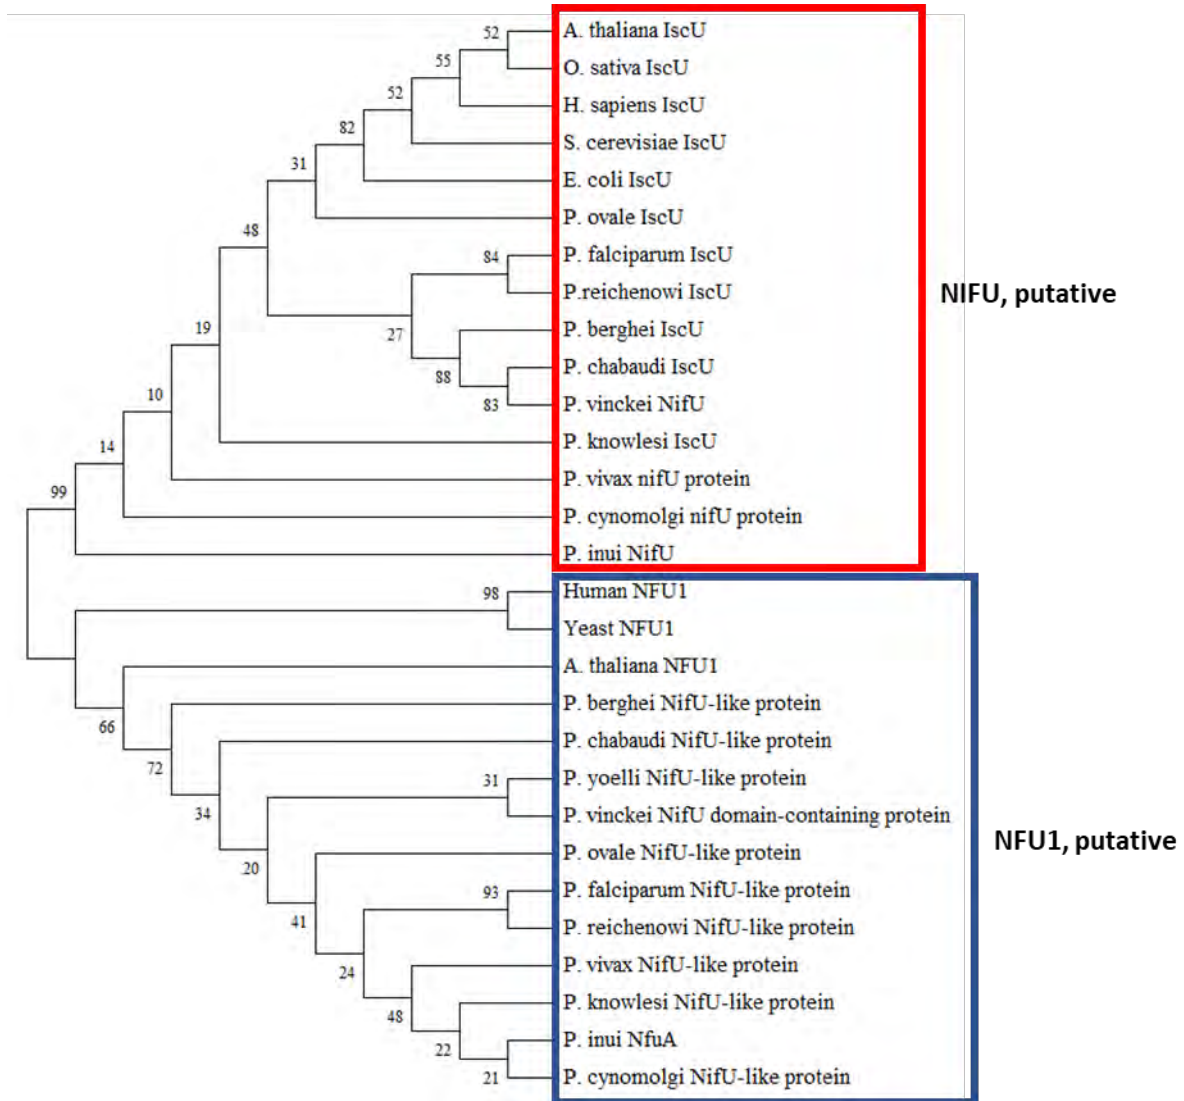 52
A. thaliana IscU
55
O. sativa IscU
52
H. sapiens IscU
82
S. cerevisiae IscU
31
E. coli IscU
P. ovale IscU
48
84
P. falciparum IscU
P.reichenowi IscU
NIFU, putative
19
27
P. berghei IscU
88
P. chabaudi IscU
83
P. vinckei NifU
10
P. knowlesi IscU
14
P. vivax nifU protein
99
P. cynomolgi nifU protein
P. inui NifU
98
Human NFU1
Yeast NFU1
A. thaliana NFU1
66
P. berghei NifU-like protein
72
P. chabaudi NifU-like protein
31
P. yoelli NifU-like protein
34
P. vinckei NifU domain-containing protein
NFU1, putative
20
P. ovale NifU-like protein
93
P. falciparum NifU-like protein
41
P. reichenowi NifU-like protein
24
P. vivax NifU-like protein
48
P. knowlesi NifU-like protein
22
P. inui NfuA
21
P. cynomolgi NifU-like protein